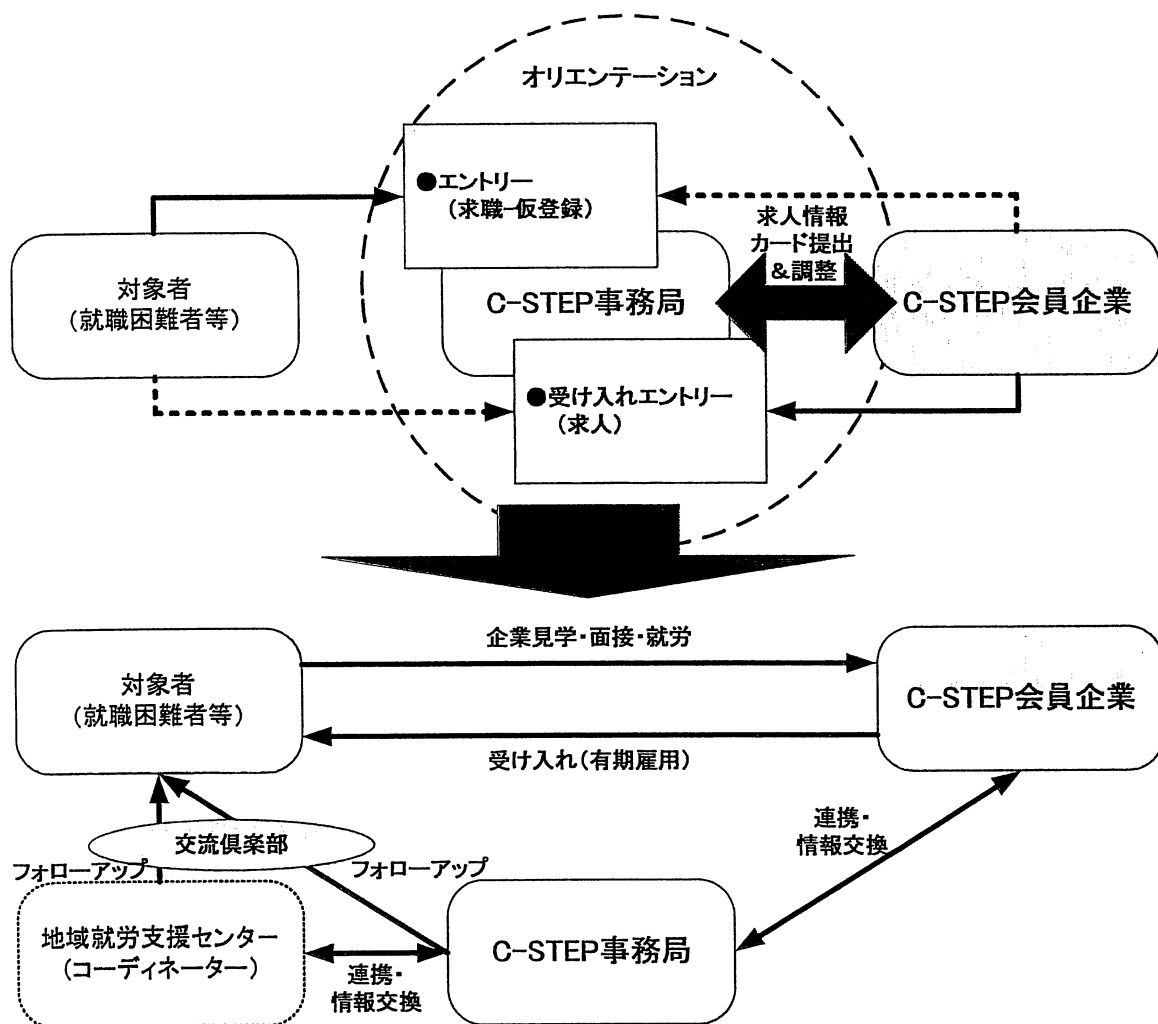 オリエンテーション
●エントリー
(求職-仮登録)
求人情報
カード提出
&調整
対象者
(就職困難者等)
C-STEP事務局
C-STEP会員企業
●受け入れエントリー
(求人)
企業見学・面接・就労
対象者
(就職困難者等)
C-STEP会員企業
受け入れ(有期雇用)
連携・
情報交換
交流倶楽部
フォローアップ
フォローアップ
地域就労支援センター
(コーディネーター)
C-STEP事務局
連携・
情報交換